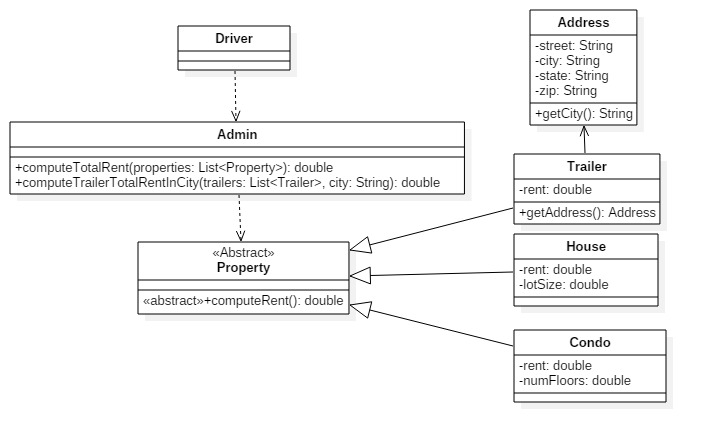 Driver
Admin
+computeTotalRent(properties: List<Property>): double
+computeTrailerTotalRentInCity(trailers: List<Trailer>, city: String): double
«Abstract»
Property
«abstract»+computeRent(): double
Address
-street: String
-city: String
-state: String
-zip: String
+getCity(): String
Trailer
-rent: double
+getAddress(): Address
House
-rent: double
-lotSize: double
Condo
-rent: double
-numFloors: double